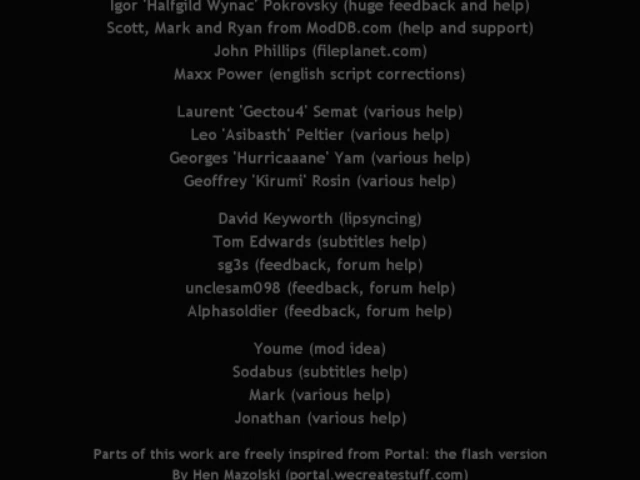 Igor 'Halfgild Wynac' Pokrovsky (huge feedback and help)
Scott, Mark and Ryan from ModDB.com (help and support)
John Phillips (fileplanet.com)
Maxx Power (english script corrections)
Laurent 'Gectou4' Semat (various help)
Leo 'Asibasth' Peltier (various help)
Georges 'Hurricaaane' Yam (various help)
Geoffrey 'Kirumi' Rosin (various help)
David Keyworth (lipsyncing)
Tom Edwards (subtitles help)
sg3s (feedback, forum help)
unclesam098 (feedback, forum help)
Alphasoldier (feedback, forum help)
Youme (mod idea)
Sodabus (subtitles help)
Mark (various help)
Jonathan (various help)
Parts of this work are freely inspired from Portal: the flash version
By Hen Mazolski (portal.wecreatestuff.com)